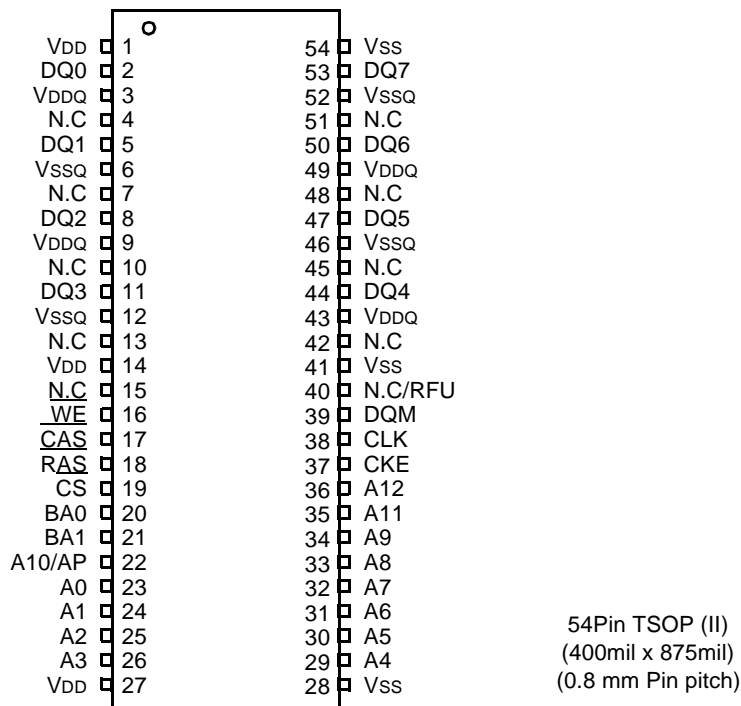 VDD 1 54 VSS
DQ0 2 53 DQ7
VDDQ 3 52 VSSQ
N.C 4 51 N.C
DQ1 5 50 DQ6
VSSQ 6 49 VDDQ
N.C 7 48 N.C
DQ2 8 47 DQ5
VDDQ 9 46 VSSQ
N.C 10 45 N.C
DQ3 11 44 DQ4
VSSQ 12 43 VDDQ
N.C 13 42 N.C
VDD 14 41 VSS
N.C 15 40 N.C/RFU
WE 16 39 DQM
CAS 17 38 CLK
RAS 18 37 CKE
CS 19 36 A12
BA0 20 35 A11
BA1 21 34 A9
A10/AP 22 33 A8
A0 23 32 A7
A1 24 31 A6
A2 25 30 A5
A3 26 29 A4
VDD 27 28 VSS
54Pin TSOP (II)
(400mil x 875mil)
(0.8 mm Pin pitch)